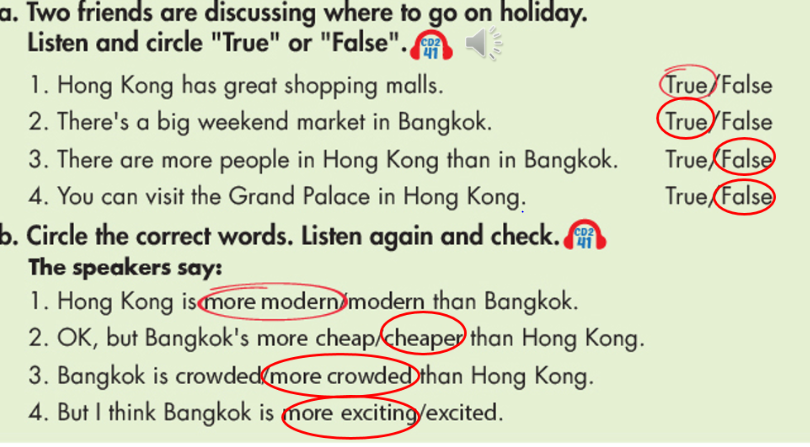 a. Two friends are discussing where to go on holiday.
Listen and circle "True" or "False". CD2 41
1. Hong Kong has great shopping malls. True/False
2. There's a big weekend market in Bangkok. True/False
3. There are more people in Hong Kong than in Bangkok. True/False
4. You can visit the Grand Palace in Hong Kong. True/False
b. Circle the correct words. Listen again and check. CD2 41
The speakers say:
1. Hong Kong is more modern/modern than Bangkok.
2. OK, but Bangkok's more cheap/cheaper than Hong Kong.
3. Bangkok is crowded/more crowded than Hong Kong.
4. But I think Bangkok is more exciting/excited.